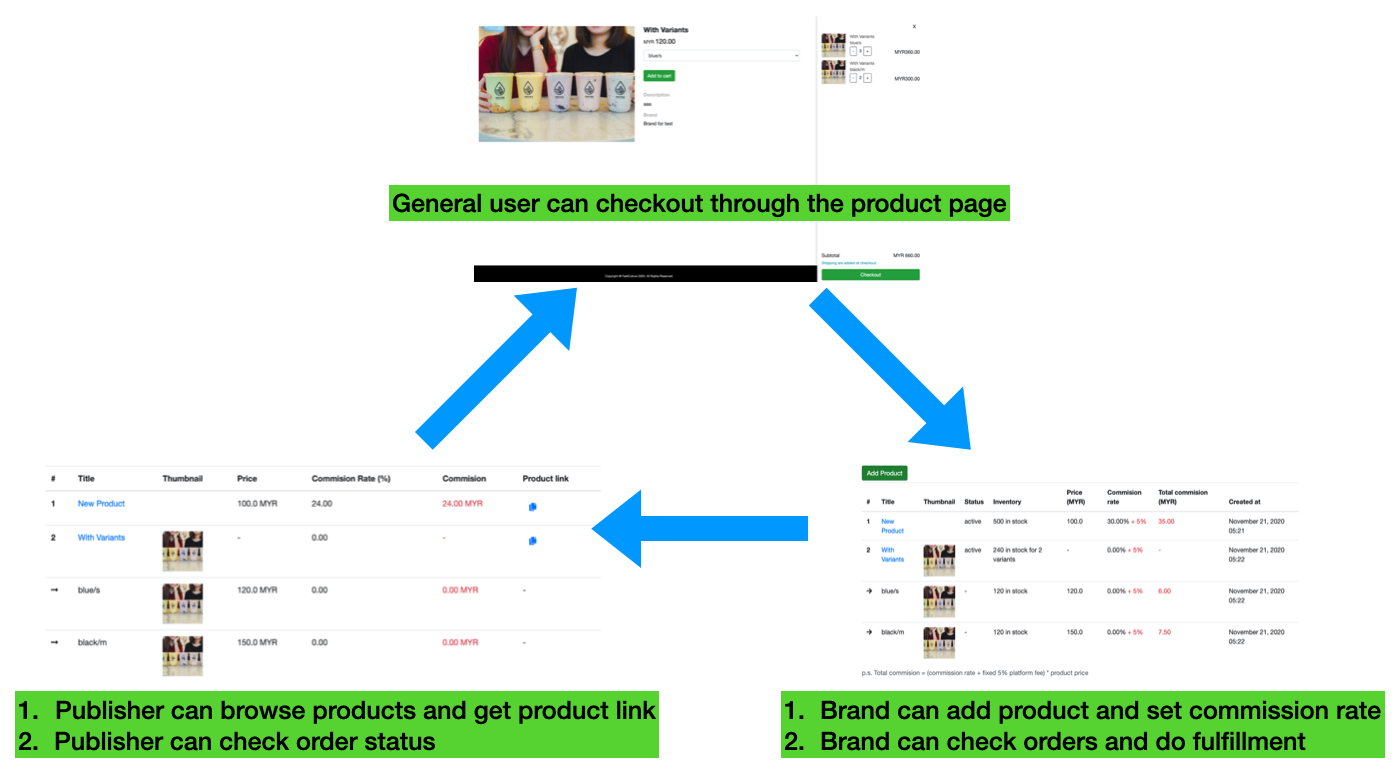 With Variants
MYR 120.00
blue/s
Add to cart
Description
Brand
Brand for test
X
With Variants
blue/s
- 3 +
MYR360.00
With Variants
black/m
- 2 +
MYR300.00
General user can checkout through the product page
Subtotal MYR 660.00
Shipping are added at checkout.
Checkout
# Title Thumbnail Price Commision Rate (%) Commision Product link
1 New Product 100.0 MYR 24.00 24.00 MYR
2 With Variants - 0.00 -
→ blue/s 120.0 MYR 0.00 0.00 MYR -
→ black/m 150.0 MYR 0.00 0.00 MYR -
1. Publisher can browse products and get product link
2. Publisher can check order status
Add Product
# Title Thumbnail Status Inventory Price (MYR) Commision rate Total commision (MYR) Created at
1 New Product active 500 in stock 100.0 30.00% + 5% 35.00 November 21, 2020 05:21
2 With Variants active 240 in stock for 2 variants - 0.00% + 5% - November 21, 2020 05:22
→ blue/s - 120 in stock 120.0 0.00% + 5% 6.00 November 21, 2020 05:22
→ black/m - 120 in stock 150.0 0.00% + 5% 7.50 November 21, 2020 05:22
p.s. Total commision = (commission rate + fixed 5% platform fee) * product price
1. Brand can add product and set commission rate
2. Brand can check orders and do fulfillment